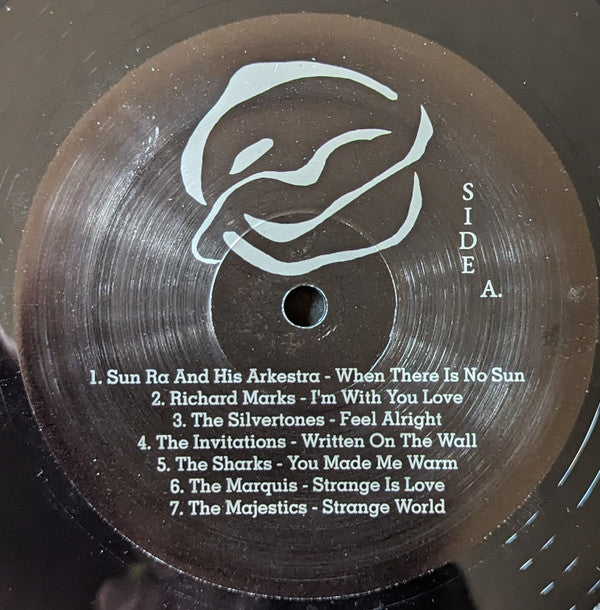 SIDE
A.
1. Sun Ra And His Arkestra - When There Is No Sun
2. Richard Marks - I'm With You Love
3. The Silvertones - Feel Alright
4. The Invitations - Written On The Wall
5. The Sharks - You Made Me Warm
6. The Marquis - Strange Is Love
7. The Majestics - Strange World